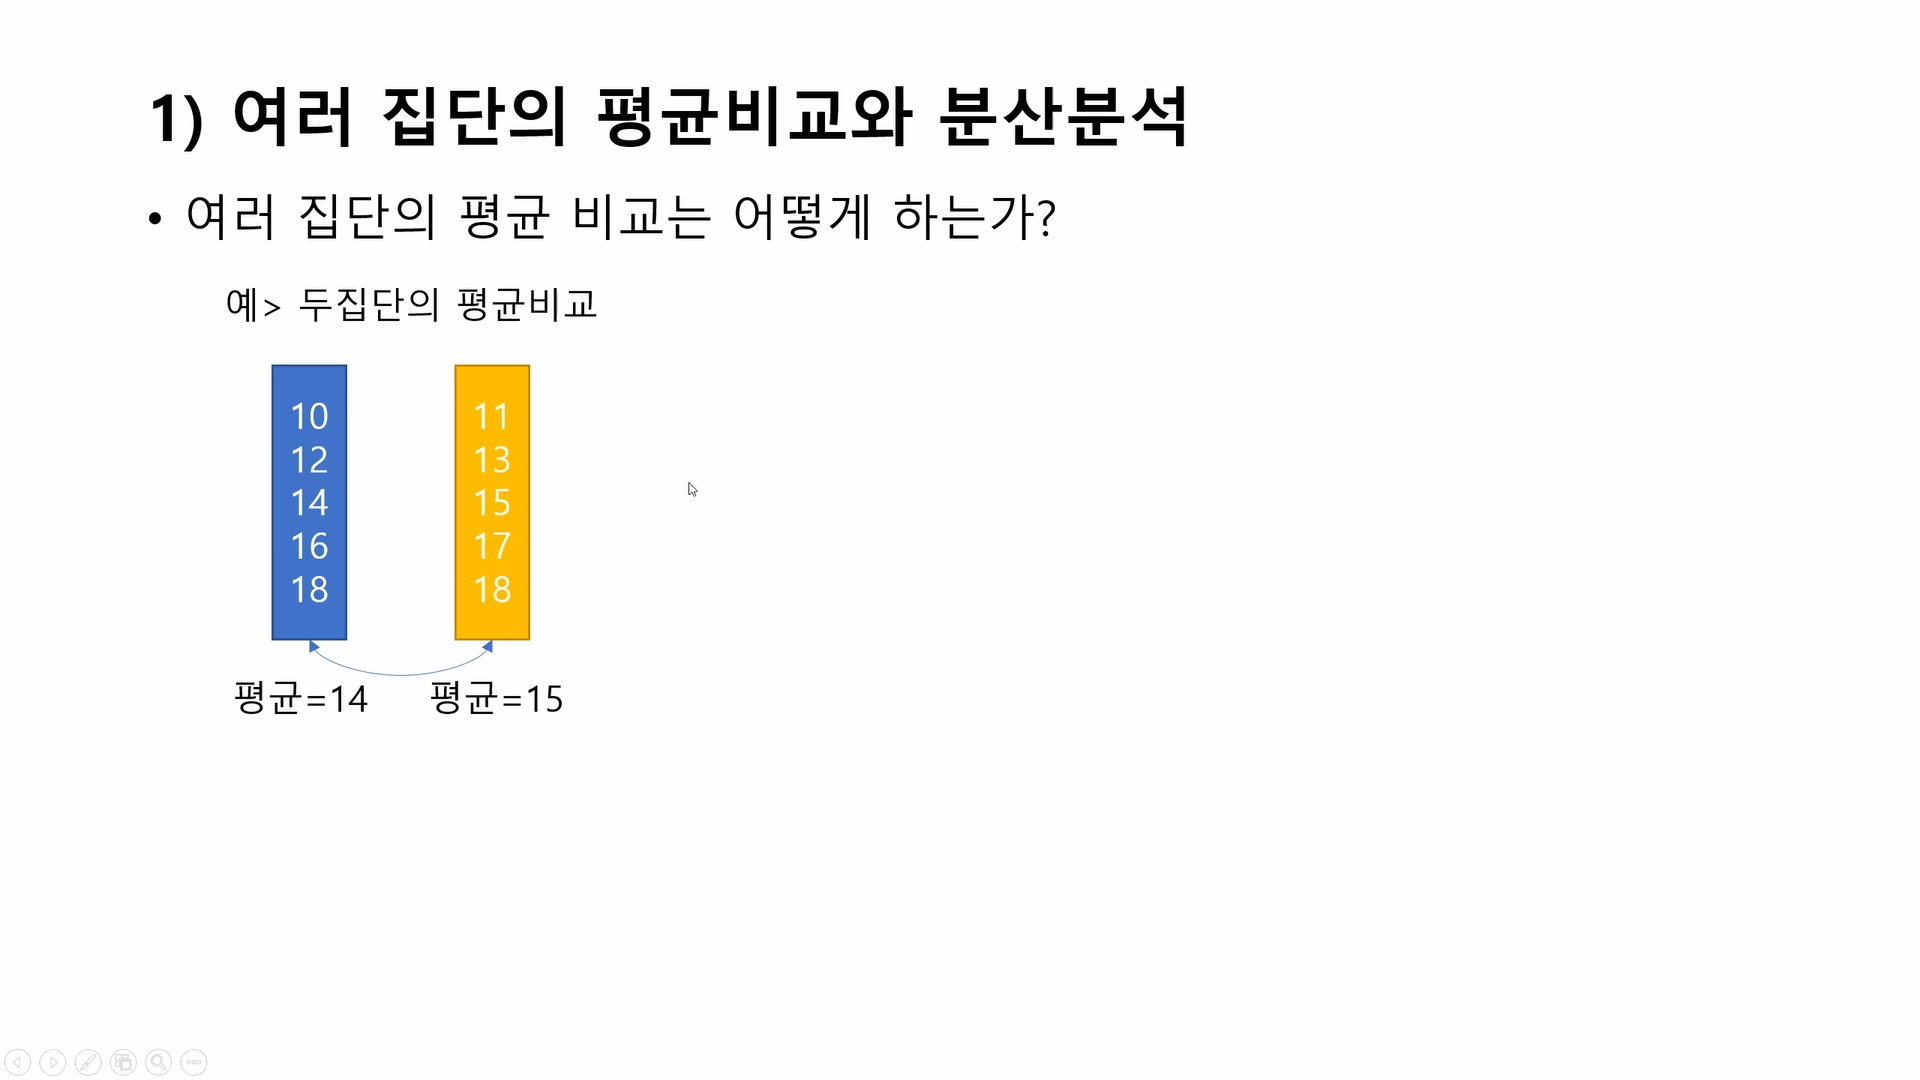 1) 여러 집단의 평균비교와 분산분석
• 여러 집단의 평균 비교는 어떻게 하는가?
예> 두집단의 평균비교
10
12
14
16
18
11
13
15
17
18
평균=14
평균=15